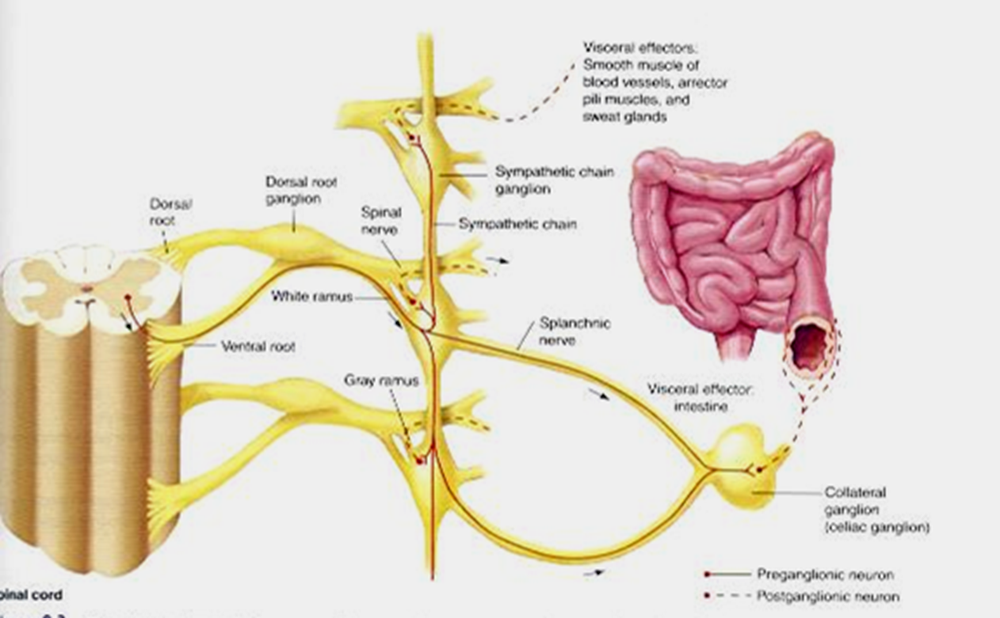 Visceral effectors:
Smooth muscle of
blood vessels, arrector
pili muscles, and
sweat glands
Sympathetic chain
ganglion
Dorsal root
ganglion
Dorsal
root
Spinal
nerve
Sympathetic chain
White ramus
Splanchnic
nerve
Ventral root
Gray ramus
Visceral effector:
intestine
Collateral
ganglion
(celiac ganglion)
Preganglionic neuron
Postganglionic neuron
pinal cord